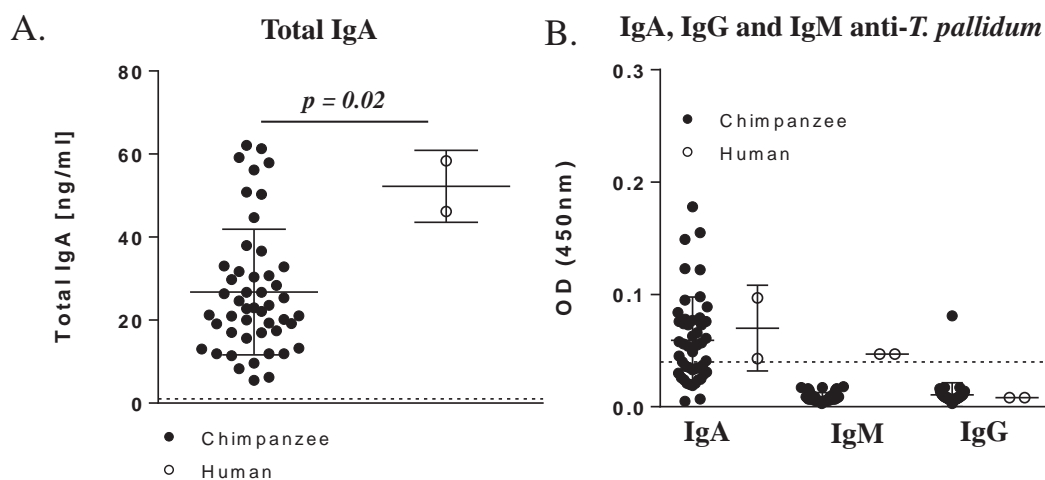 A.
Total IgA
80
60
40
20
0
Total IgA [ng/ml]
p = 0.02
Chimpanzee
Human
B.
IgA, IgG and IgM anti-T. pallidum
0.3
0.2
0.1
0.0
OD (450nm)
Chimpanzee
Human
IgA
IgM
IgG